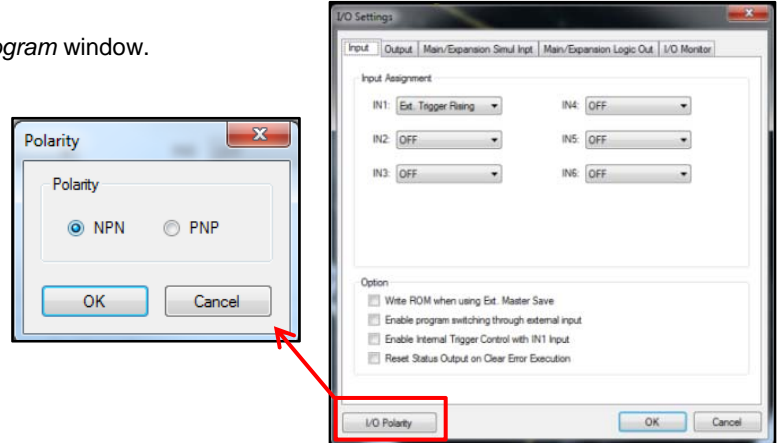 ogram window.
Polarity
Polarity
NPN PNP
OK Cancel
I/O Settings
Input Output Main/Expansion Simul Inpt Main/Expansion Logic Out I/O Monitor
Input Assignment
IN1: Ext. Trigger Rising IN4: OFF
IN2: OFF IN5: OFF
IN3: OFF IN6: OFF
Option
Write ROM when using Ext. Master Save
Enable program switching through external input
Enable Internal Trigger Control with IN1 Input
Reset Status Output on Clear Error Execution
I/O Polarity OK Cancel